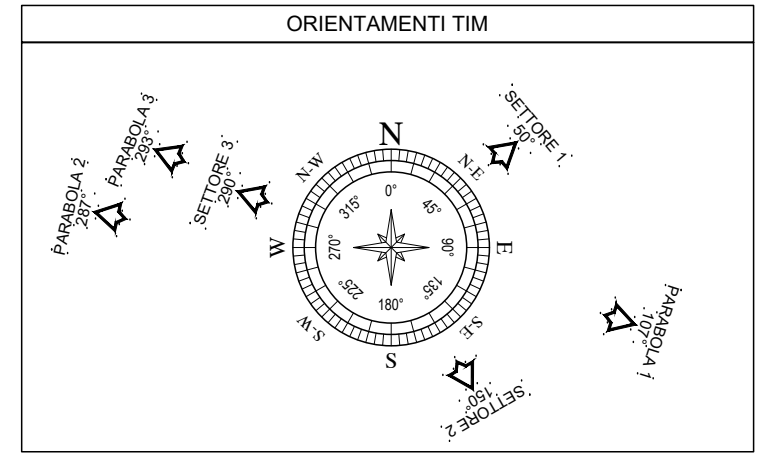 ORIENTAMENTI TIM
PARABOLA 3
293°
SETTORE 1
50°
N
N-W
N-E
SETTORE 3
290°
PARABOLA 2
287°
0°
315°
45°
W
270°
90°
E
225°
135°
180°
S-W
S-E
S
PARABOLA 1
107°
150°
SETTORE 2